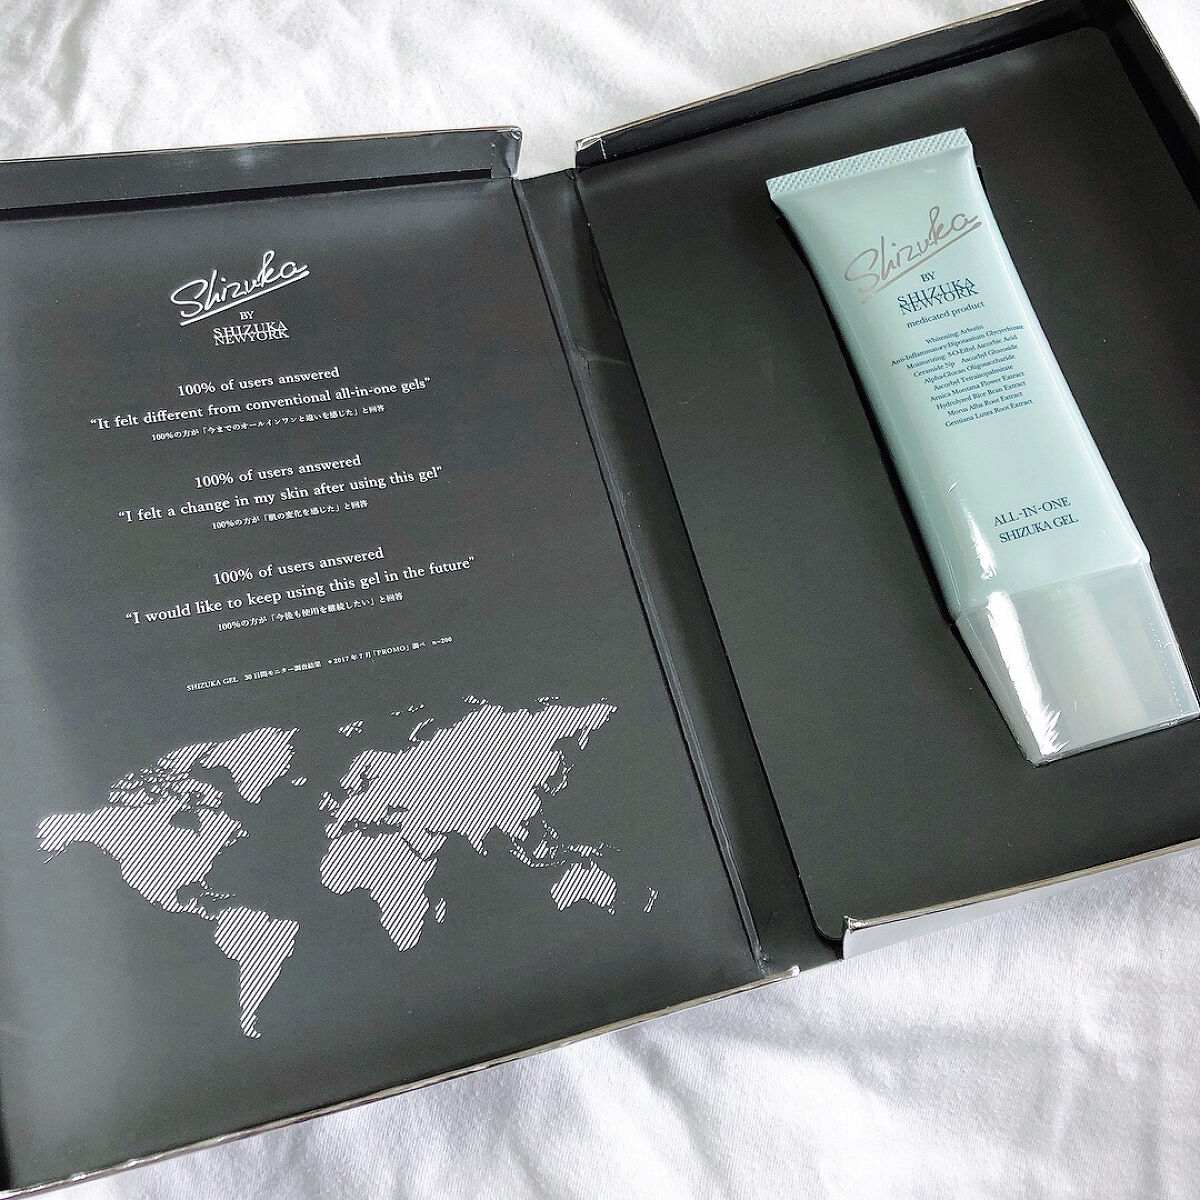 Shizuka
BY
SHIZUKA
NEWYORK
100% of users answered
“It felt different from conventional all-in-one gels”
100%の方が「今までのオールインワンと違いを感じた」と回答
100% of users answered
“I felt a change in my skin after using this gel”
100%の方が「肌の変化を感じた」と回答
100% of users answered
“I would like to keep using this gel in the future”
100%の方が「今後も使用を継続したい」と回答
SHIZUKA GEL 30日間モニター調査結果 *2017年7月「PROMO」調べ n=200
Shizuka
BY
SHIZUKA
NEWYORK
medicated product
Whitening:Arbutin
Anti-Inflammatory:Dipotassium Glycyrrhizate
Moisturizing: 3-O-Ethyl Ascorbic Acid
Ceramide Np Ascorbyl Glucoside
Alpha-Glucan Oligosaccharide
Ascorbyl Tetraisopalmitate
Arnica Montana Flower Extract
Hydrolyzed Rice Bran Extract
Morus Alba Root Extract
Gentiana Lutea Root Extract
ALL-IN-ONE
SHIZUKA GEL